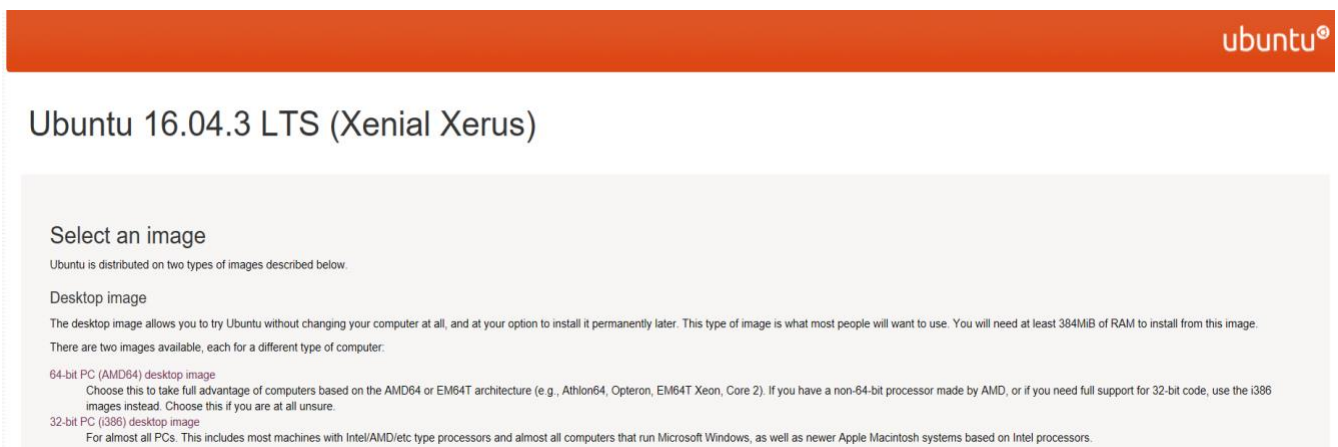 ubuntu®
Ubuntu 16.04.3 LTS (Xenial Xerus)
Select an image
Ubuntu is distributed on two types of images described below.
Desktop image
The desktop image allows you to try Ubuntu without changing your computer at all, and at your option to install it permanently later. This type of image is what most people will want to use. You will need at least 384MiB of RAM to install from this image.
There are two images available, each for a different type of computer:
64-bit PC (AMD64) desktop image
Choose this to take full advantage of computers based on the AMD64 or EM64T architecture (e.g., Athlon64, Opteron, EM64T Xeon, Core 2). If you have a non-64-bit processor made by AMD, or if you need full support for 32-bit code, use the i386
images instead. Choose this if you are at all unsure.
32-bit PC (i386) desktop image
For almost all PCs. This includes most machines with Intel/AMD/etc type processors and almost all computers that run Microsoft Windows, as well as newer Apple Macintosh systems based on Intel processors.